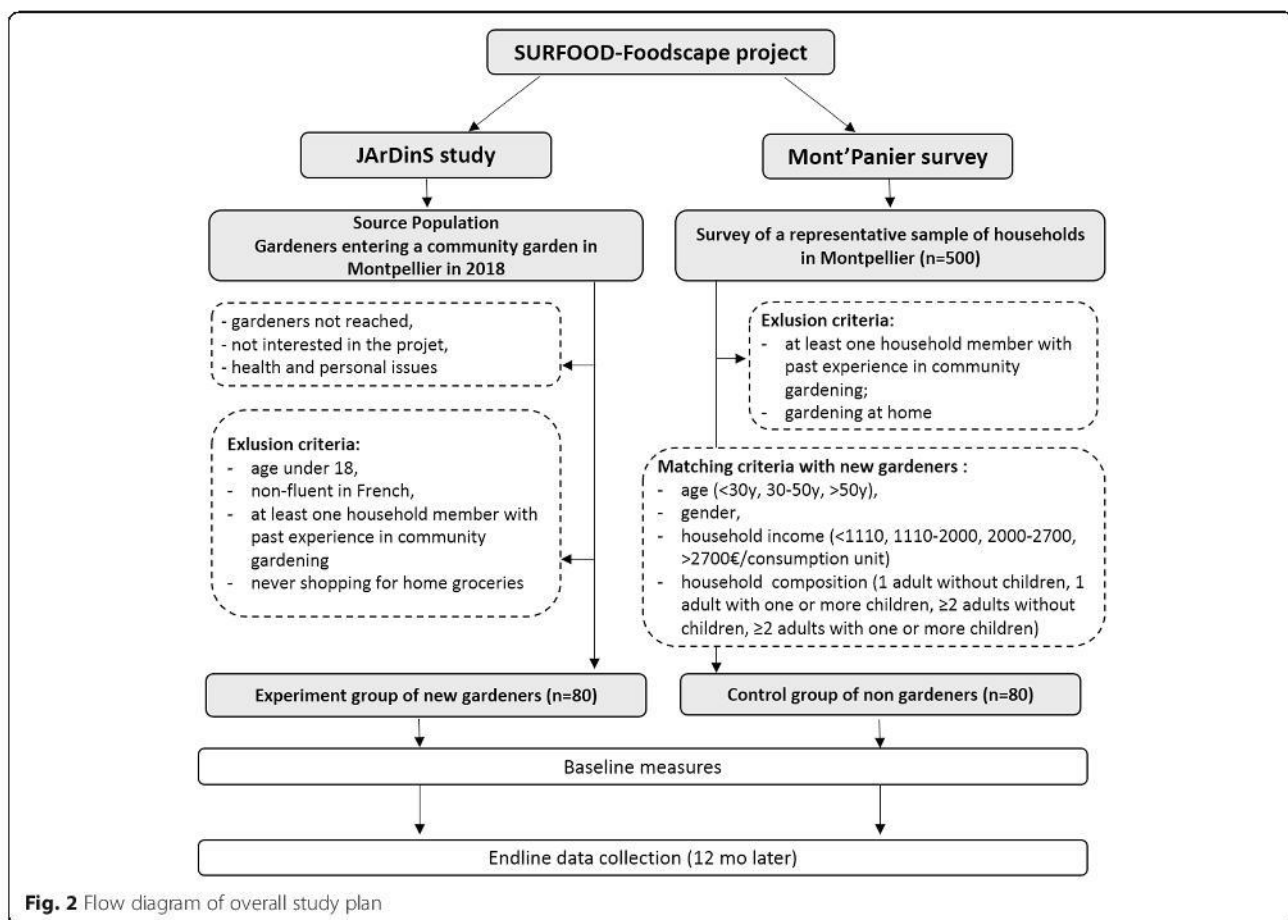 SURFOOD-Foodscape project
JArDinS study
Mont'Panier survey
Source Population
Gardeners entering a community garden in
Montpellier in 2018
Survey of a representative sample of households
in Montpellier (n=500)
- gardeners not reached,
- not interested in the projet,
- health and personal issues
Exlusion criteria:
- at least one household member with
past experience in community
gardening;
- gardening at home
Exlusion criteria:
- age under 18,
- non-fluent in French,
- at least one household member with
past experience in community
gardening
- never shopping for home groceries
Matching criteria with new gardeners :
- age (<30y, 30-50y, >50y),
- gender,
- household income (<1110, 1110-2000, 2000-2700,
>2700€/consumption unit)
- household composition (1 adult without children, 1
adult with one or more children, ≥2 adults without
children, ≥2 adults with one or more children)
Experiment group of new gardeners (n=80)
Control group of non gardeners (n=80)
Baseline measures
Endline data collection (12 mo later)
Fig. 2 Flow diagram of overall study plan